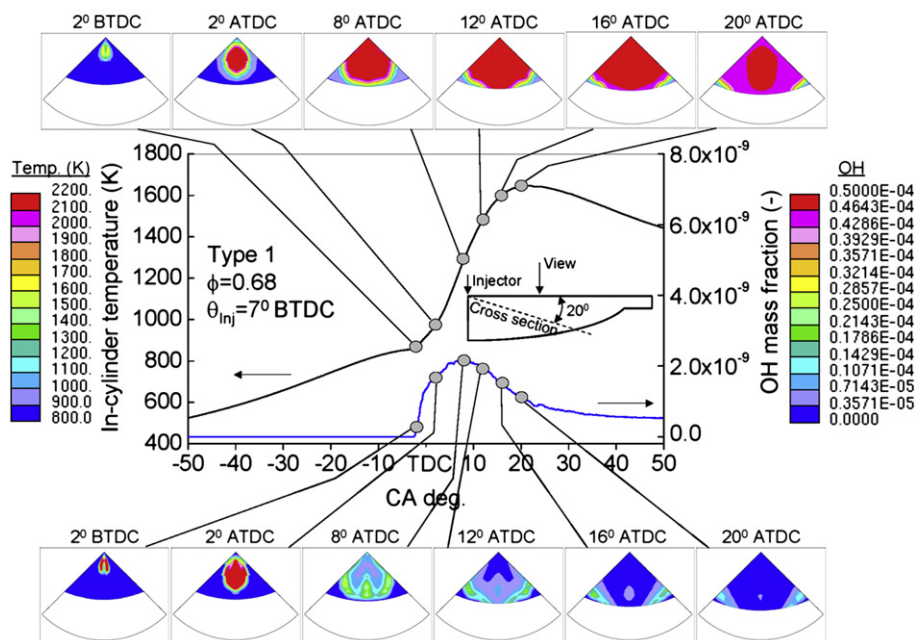 2⁰ BTDC 2⁰ ATDC 8⁰ ATDC 12⁰ ATDC 16⁰ ATDC 20⁰ ATDC
Temp. (K)
2200.
2100.
2000.
1900.
1800.
1700.
1600.
1500.
1400.
1300.
1200.
1100.
1000.
900.0
800.0
In-cylinder temperature (K)
1800
1600
1400
1200
1000
800
600
400
Type 1
ϕ=0.68
θInj=7⁰ BTDC
Injector
View
20⁰
Cross section
8.0x10⁻⁹
6.0x10⁻⁹
4.0x10⁻⁹
2.0x10⁻⁹
0.0
OH mass fraction (-)
OH
0.5000E-04
0.4643E-04
0.4286E-04
0.3929E-04
0.3571E-04
0.3214E-04
0.2857E-04
0.2500E-04
0.2143E-04
0.1786E-04
0.1429E-04
0.1071E-04
0.7143E-05
0.3571E-05
0.0000
-50 -40 -30 -20 -10 TDC 10 20 30 40 50
CA deg.
2⁰ BTDC 2⁰ ATDC 8⁰ ATDC 12⁰ ATDC 16⁰ ATDC 20⁰ ATDC